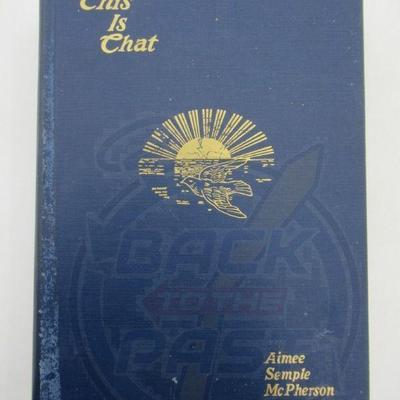 This
Is
That
BACK
TO THE
PAST
Aimee
Semple
McPherson